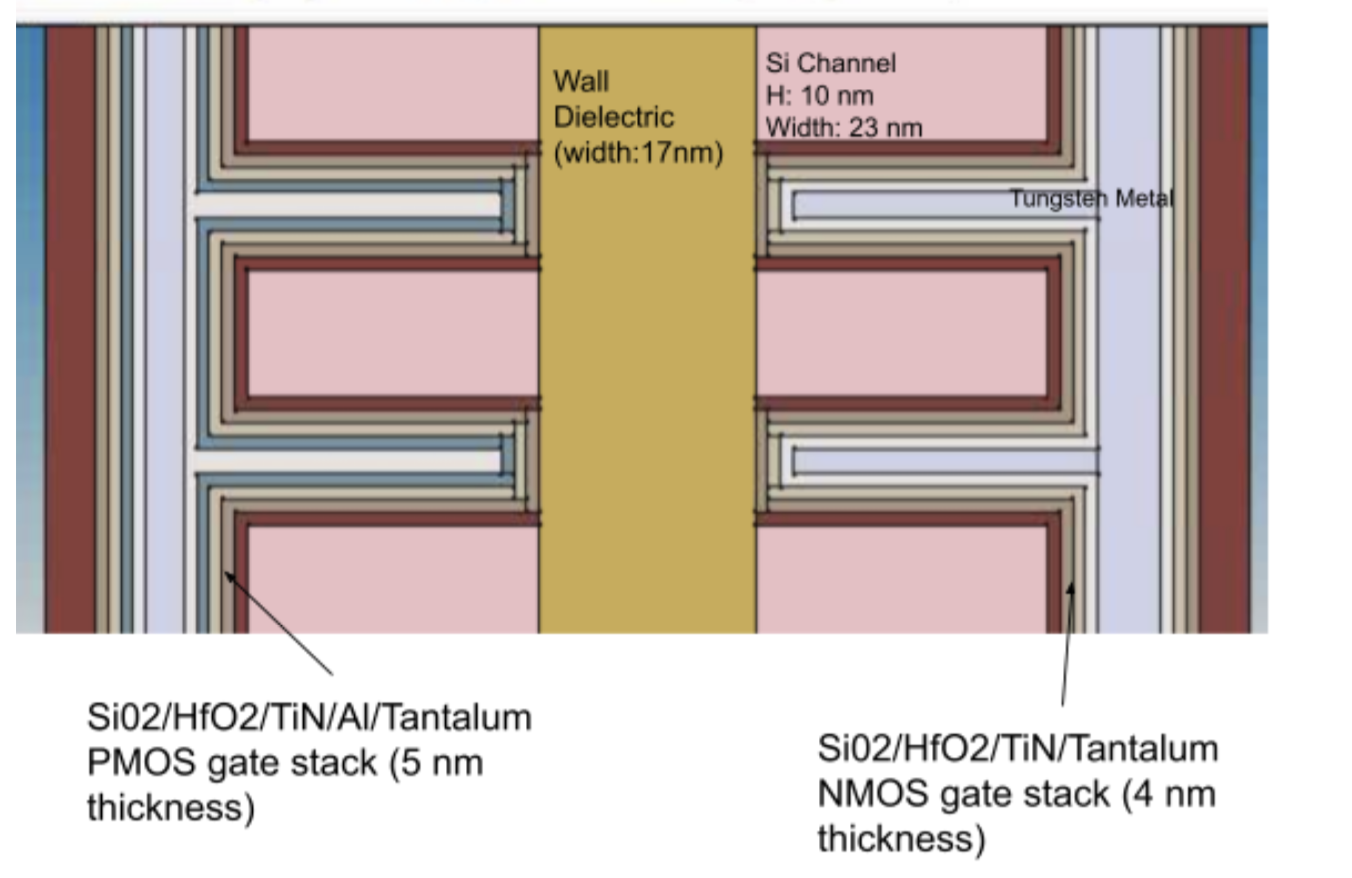 Wall
Dielectric
(width:17nm)
Si Channel
H: 10 nm
Width: 23 nm
Tungsten Metal
Si02/HfO2/TiN/Al/Tantalum
PMOS gate stack (5 nm
thickness)
Si02/HfO2/TiN/Tantalum
NMOS gate stack (4 nm
thickness)